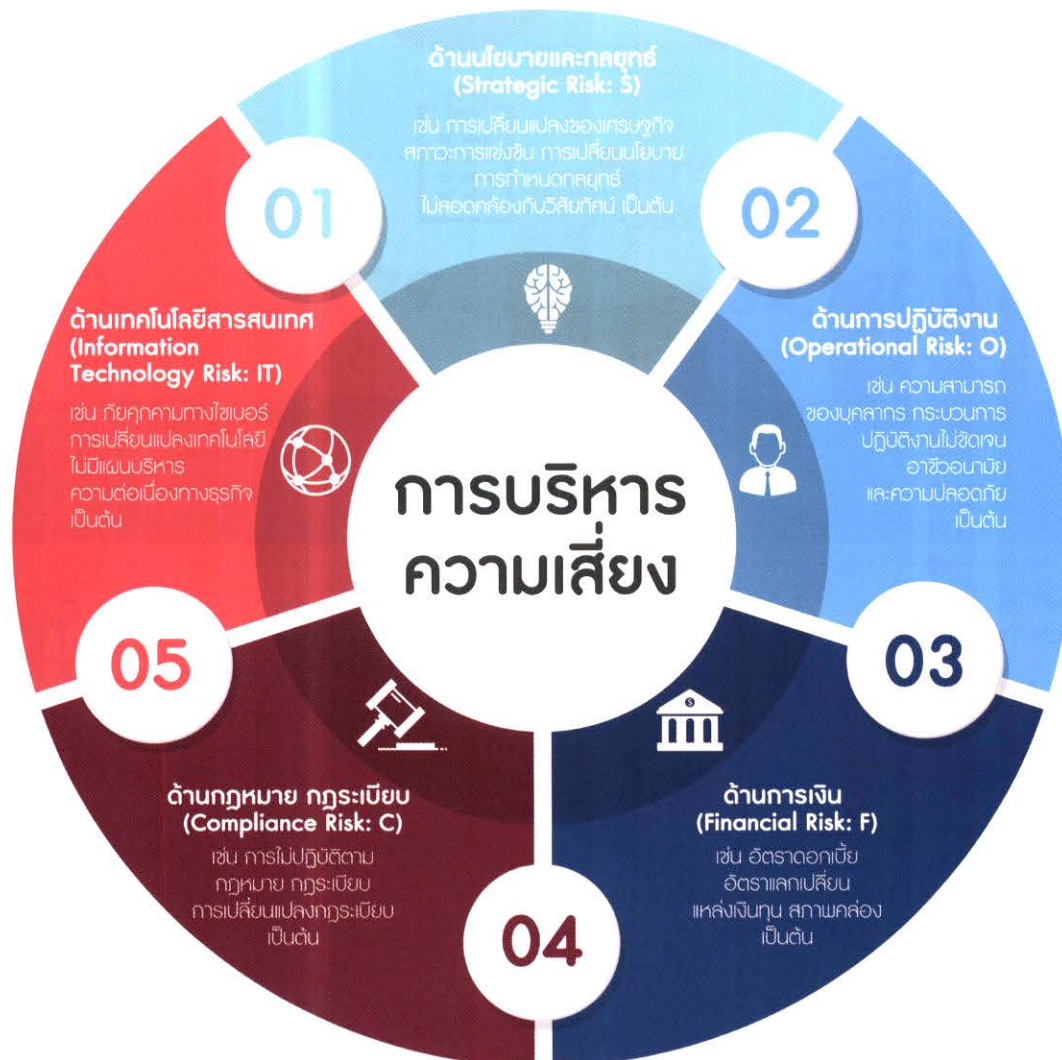 การบริหาร
ความเสี่ยง
01
ด้านนโยบายและกลยุทธ์
(Strategic Risk: S)
เช่น การเปลี่ยนแปลงของเศรษฐกิจ
สภาวะการแข่งขัน การเปลี่ยนนโยบาย
การกำหนดกลยุทธ์
ไม่สอดคล้องกับวิสัยทัศน์ เป็นต้น
02
ด้านการปฏิบัติงาน
(Operational Risk: O)
เช่น ความสามารถ
ของบุคลากร กระบวนการ
ปฏิบัติงานไม่ชัดเจน
อาชีวอนามัย
และความปลอดภัย
เป็นต้น
03
ด้านการเงิน
(Financial Risk: F)
เช่น อัตราดอกเบี้ย
อัตราแลกเปลี่ยน
แหล่งเงินทุน สภาพคล่อง
เป็นต้น
04
ด้านกฎหมาย กฎระเบียบ
(Compliance Risk: C)
เช่น การไม่ปฏิบัติตาม
กฎหมาย กฎระเบียบ
การเปลี่ยนแปลงกฎระเบียบ
เป็นต้น
05
ด้านเทคโนโลยีสารสนเทศ
(Information
Technology Risk: IT)
เช่น ภัยคุกคามทางไซเบอร์
การเปลี่ยนแปลงเทคโนโลยี
ไม่มีแผนบริหาร
ความต่อเนื่องทางธุรกิจ
เป็นต้น